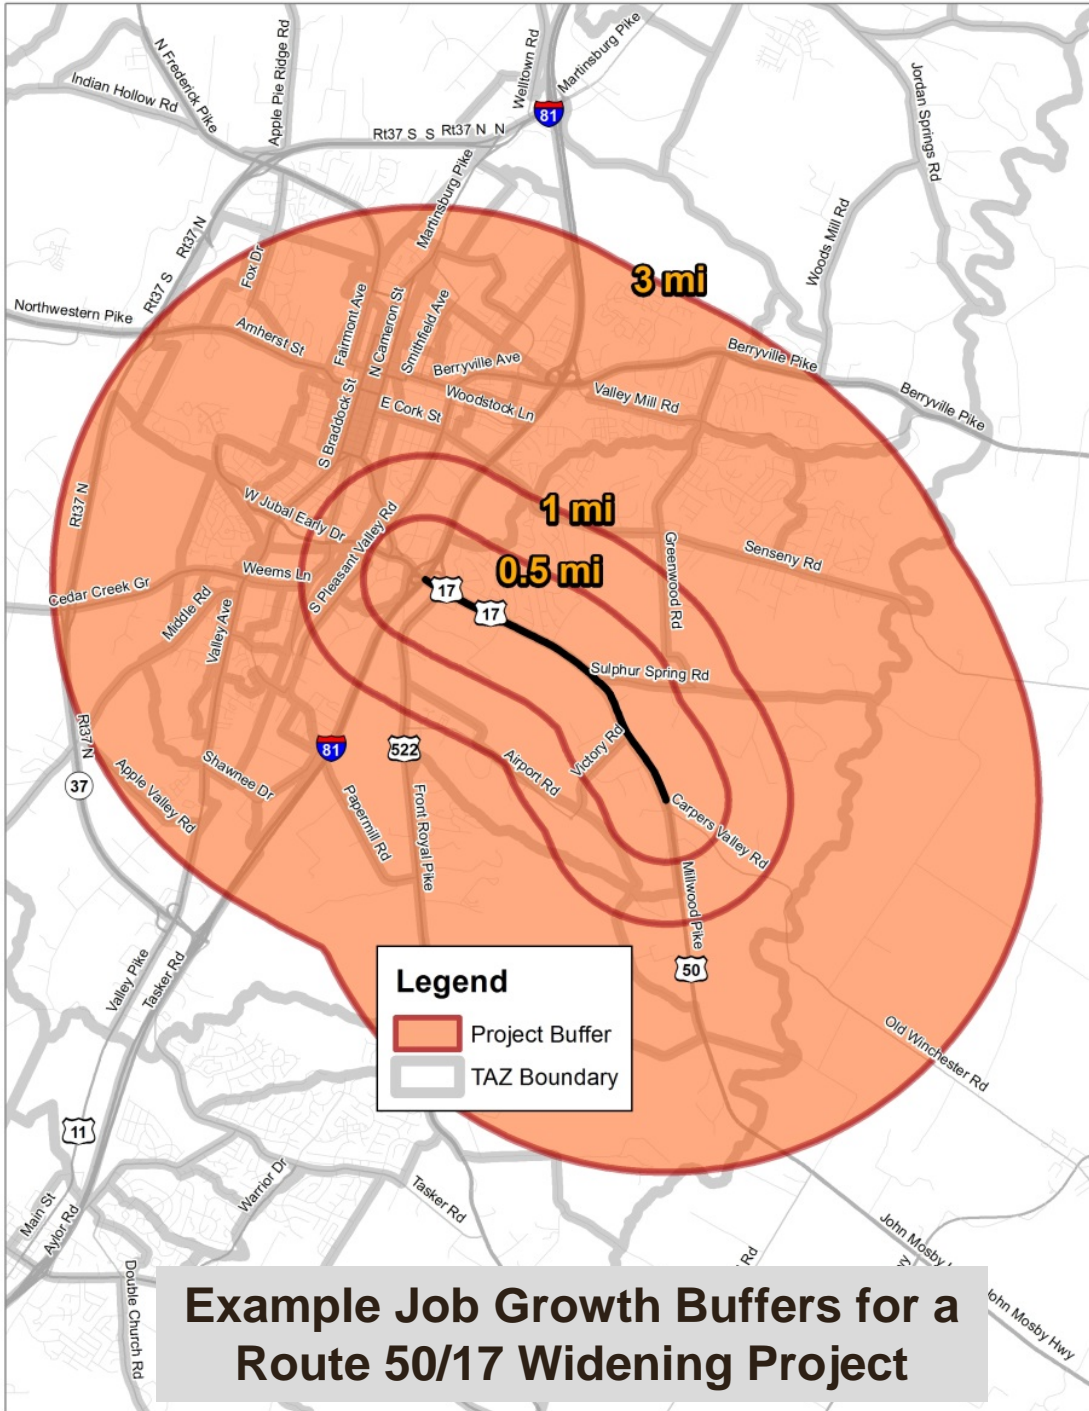 N Frederick Pike
Indian Hollow Rd
Apple Pie Ridge Rd
Welltown Rd
Martinsburg Pike
81
Jordan Springs Rd
Rt37 S S Rt37 N N
Martinsburg Pike
Woods Mill Rd
Rt37 N
Rt37 S
Fox Dr
3 mi
Northwestern Pike
Amherst St
Fairmont Ave
N Cameron St
Smithfield Ave
Berryville Ave
Berryville Pike
Berryville Pike
Valley Mill Rd
Woodstock Ln
E Cork St
S Braddock St
Rt37 N
W Jubal Early Dr
S Pleasant Valley Rd
1 mi
0.5 mi
Greenwood Rd
Senseny Rd
Cedar Creek Gr
Weems Ln
Middle Rd
Valley Ave
17
17
Sulphur Spring Rd
Rt37 N
37
81
522
Victory Rd
Airport Rd
Shawnee Dr
Apple Valley Rd
Papermill Rd
Front Royal Pike
Carpers Valley Rd
Millwood Pike
50
Valley Pike
Tasker Rd
Legend
Project Buffer
TAZ Boundary
Old Winchester Rd
11
Main St
Aylor Rd
Warrior Dr
Tasker Rd
Double Church Rd
Rd
John Mosby
John Mosby Hwy
Example Job Growth Buffers for a
Route 50/17 Widening Project